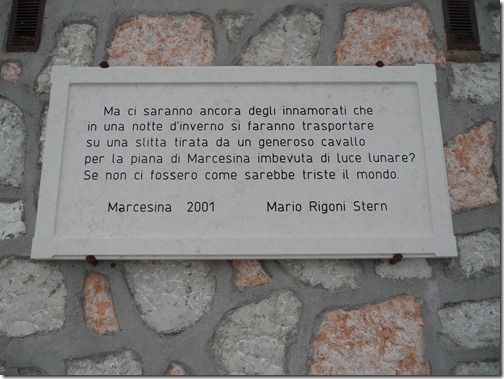 Ma ci saranno ancora degli innamorati che
in una notte d'inverno si faranno trasportare
su una slitta tirata da un generoso cavallo
per la piana di Marcesina imbevuta di luce lunare?
Se non ci fossero come sarebbe triste il mondo.
Marcesina 2001 Mario Rigoni Stern